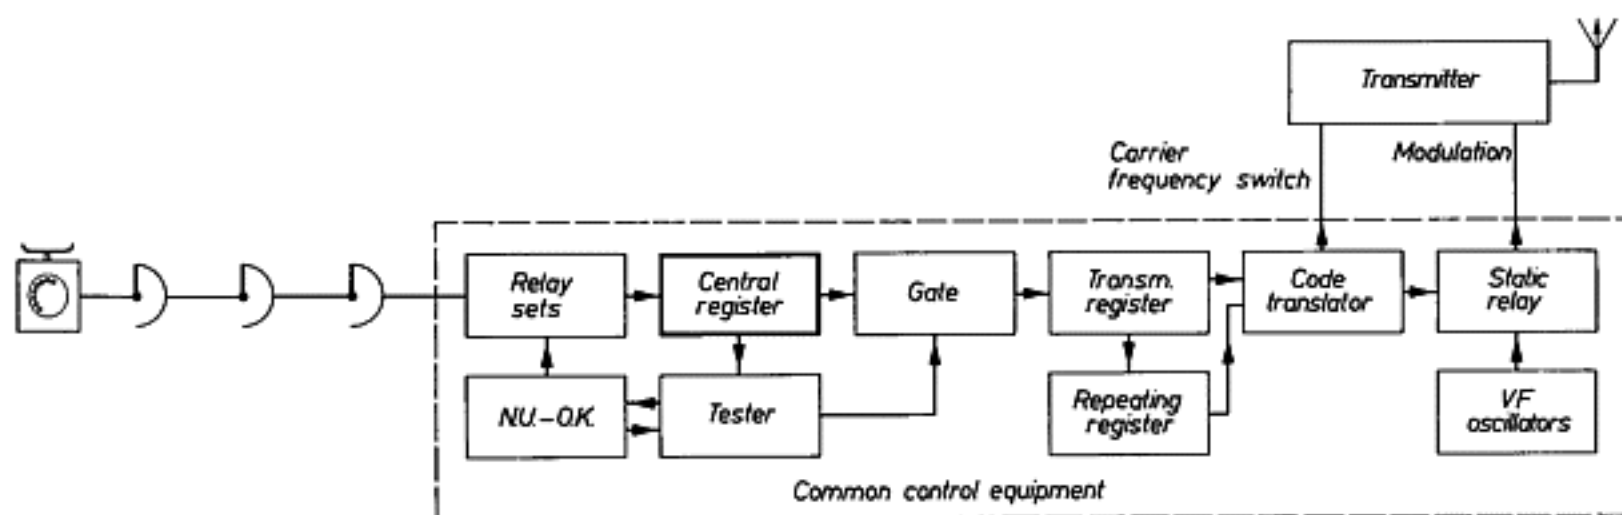 Transmitter
Carrier
frequency switch
Modulation
Relay
sets
Central
register
Gate
Transm.
register
Code
translator
Static
relay
N.U.-O.K.
Tester
Repeating
register
VF
oscillators
Common control equipment